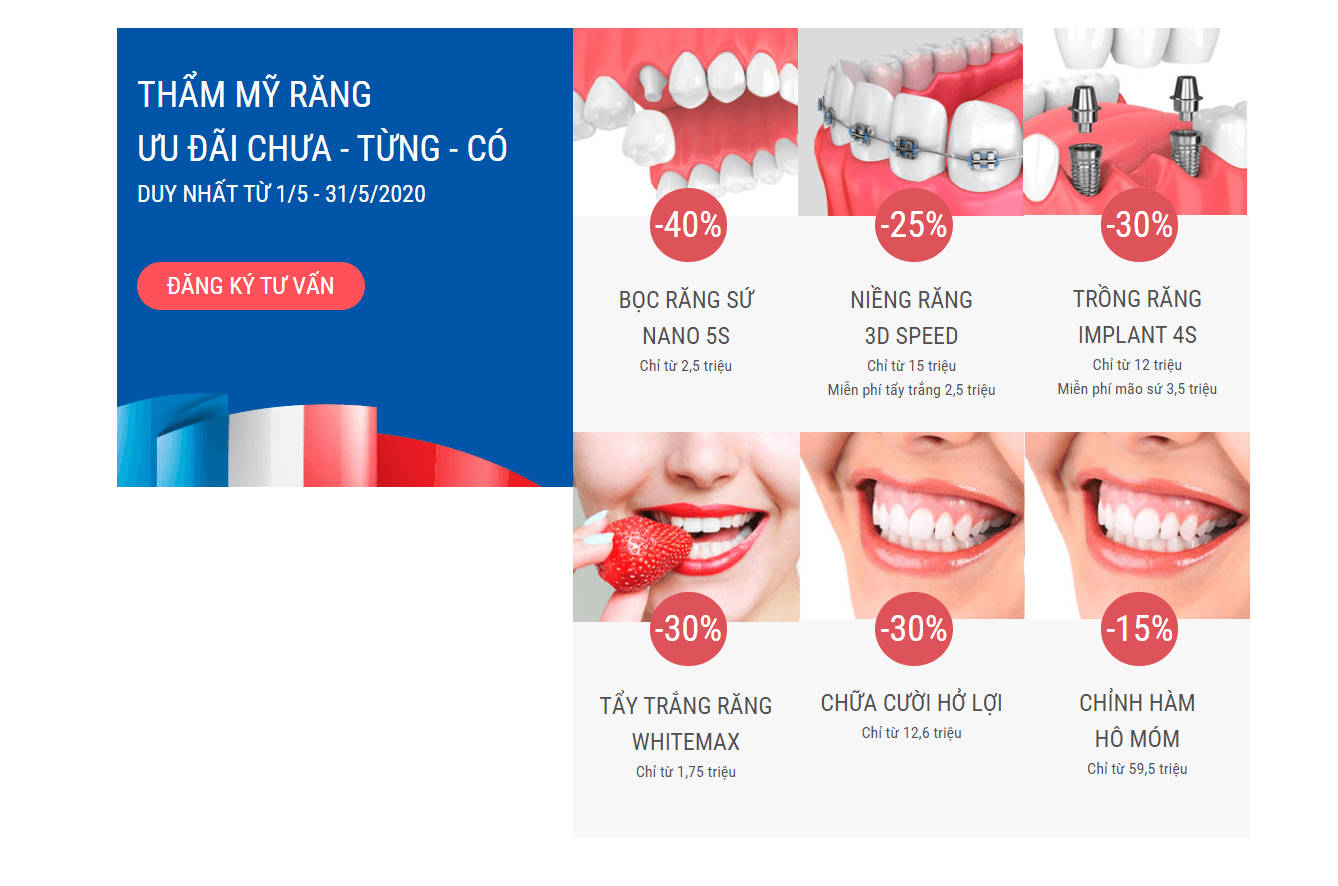 THẨM MỸ RĂNG
ƯU ĐÃI CHƯA - TỪNG - CÓ
DUY NHẤT TỪ 1/5 - 31/5/2020
ĐĂNG KÝ TƯ VẤN
-40%
BỌC RĂNG SỨ
NANO 5S
Chỉ từ 2,5 triệu
-25%
NIỀNG RĂNG
3D SPEED
Chỉ từ 15 triệu
Miễn phí tẩy trắng 2,5 triệu
-30%
TRỒNG RĂNG
IMPLANT 4S
Chỉ từ 12 triệu
Miễn phí mão sứ 3,5 triệu
-30%
TẨY TRẮNG RĂNG
WHITEMAX
Chỉ từ 1,75 triệu
-30%
CHỮA CƯỜI HỞ LỢI
Chỉ từ 12,6 triệu
-15%
CHỈNH HÀM
HÔ MÓM
Chỉ từ 59,5 triệu